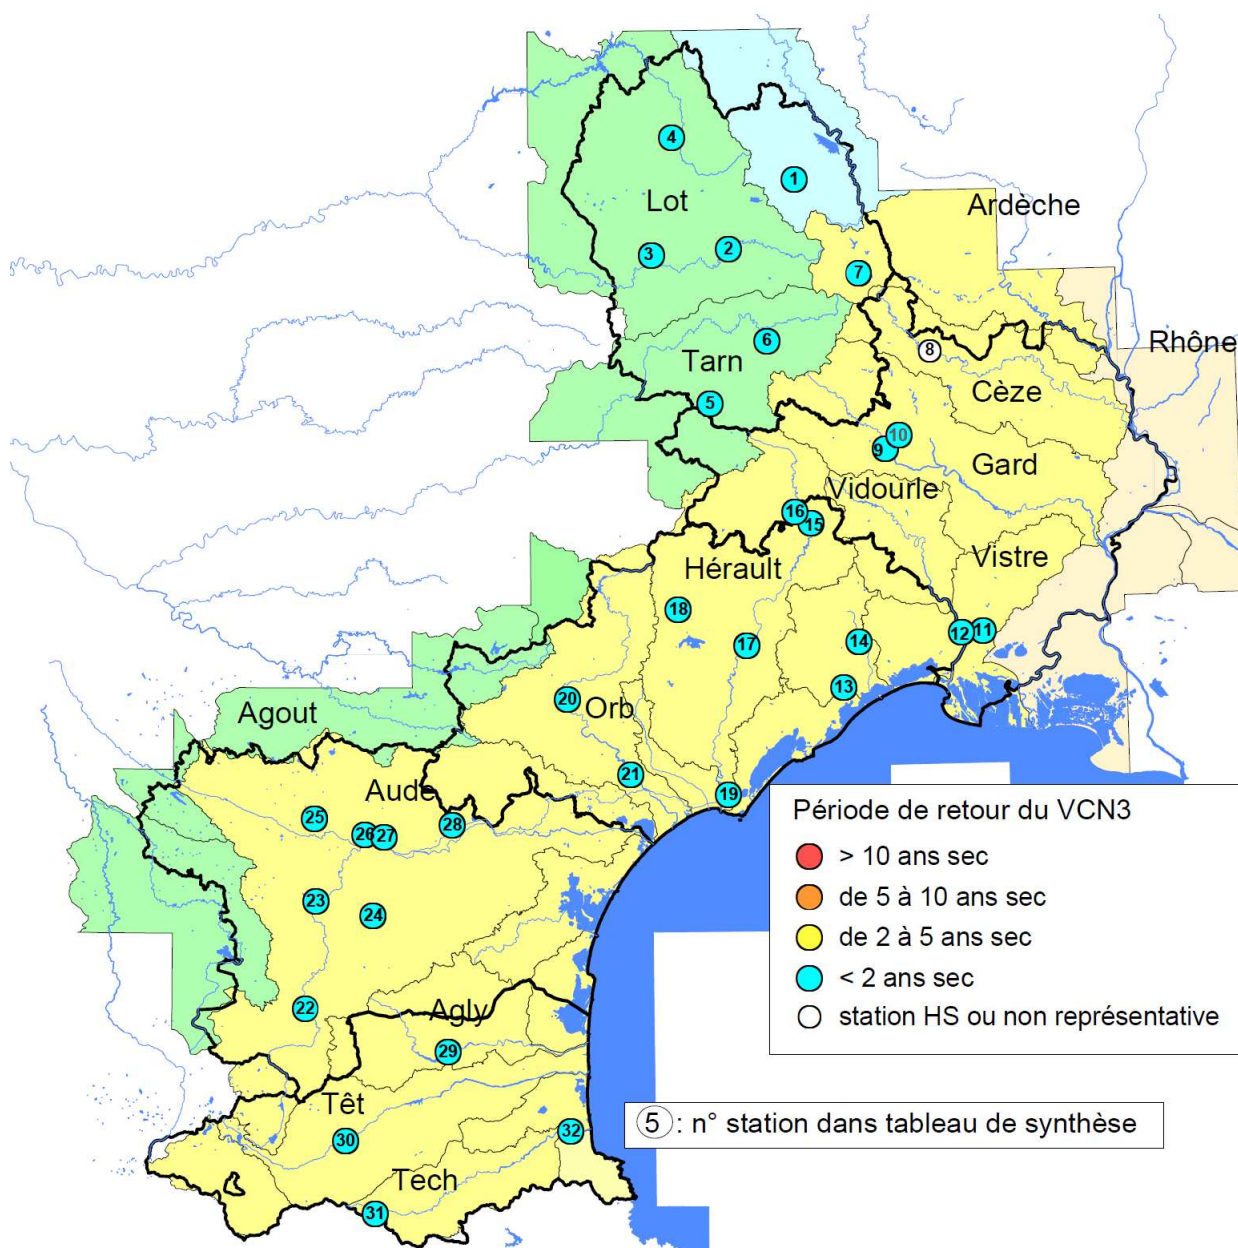 4
1
Lot
Ardèche
3
2
7
6
8
Rhône
Tarn
Cèze
5
10
9
Gard
Vidourle
16
15
Vistre
Hérault
18
12
11
17
14
13
20
Orb
Agout
21
19
Aude
25
26
27
28
23
24
22
Agly
29
Têt
30
32
Tech
31
Période de retour du VCN3
> 10 ans sec
de 5 à 10 ans sec
de 2 à 5 ans sec
< 2 ans sec
station HS ou non représentative
5 : n° station dans tableau de synthèse